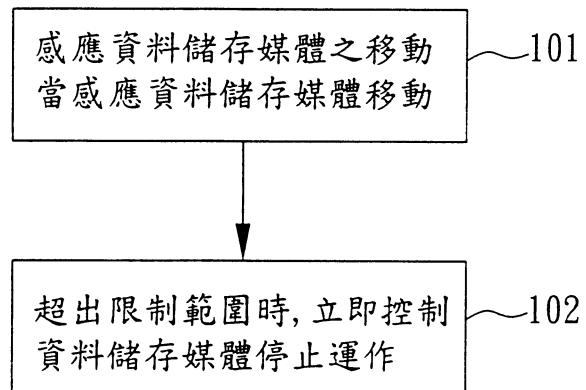 感應資料儲存媒體之移動
當感應資料儲存媒體移動
101
超出限制範圍時,立即控制
資料儲存媒體停止運作
102